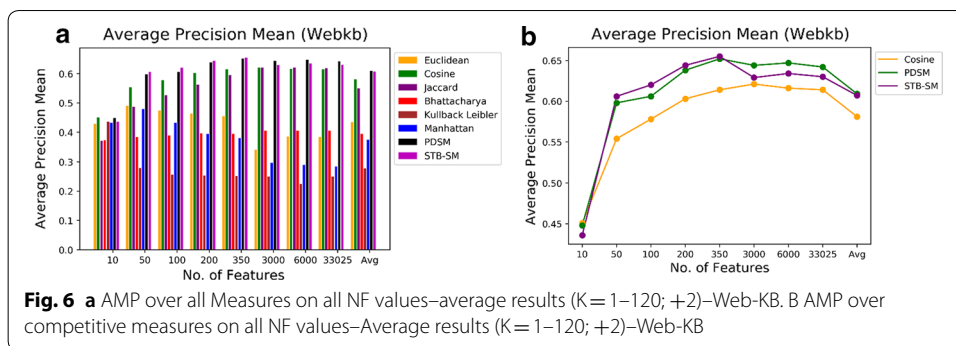 a
Average Precision Mean (Webkb)
Average Precision Mean
0.6
0.5
0.4
0.3
0.2
0.1
0.0
10 50 100 200 350 3000 6000 33025 Avg
No. of Features
Euclidean
Cosine
Jaccard
Bhattacharya
Kullback Leibler
Manhattan
PDSM
STB-SM
b
Average Precision Mean (Webkb)
Average Precision Mean
0.65
0.60
0.55
0.50
0.45
10 50 100 200 350 3000 6000 33025 Avg
No. of Features
Cosine
PDSM
STB-SM
Fig. 6 a AMP over all Measures on all NF values–average results (K = 1–120; +2)–Web-KB. B AMP over
competitive measures on all NF values–Average results (K = 1–120; +2)–Web-KB